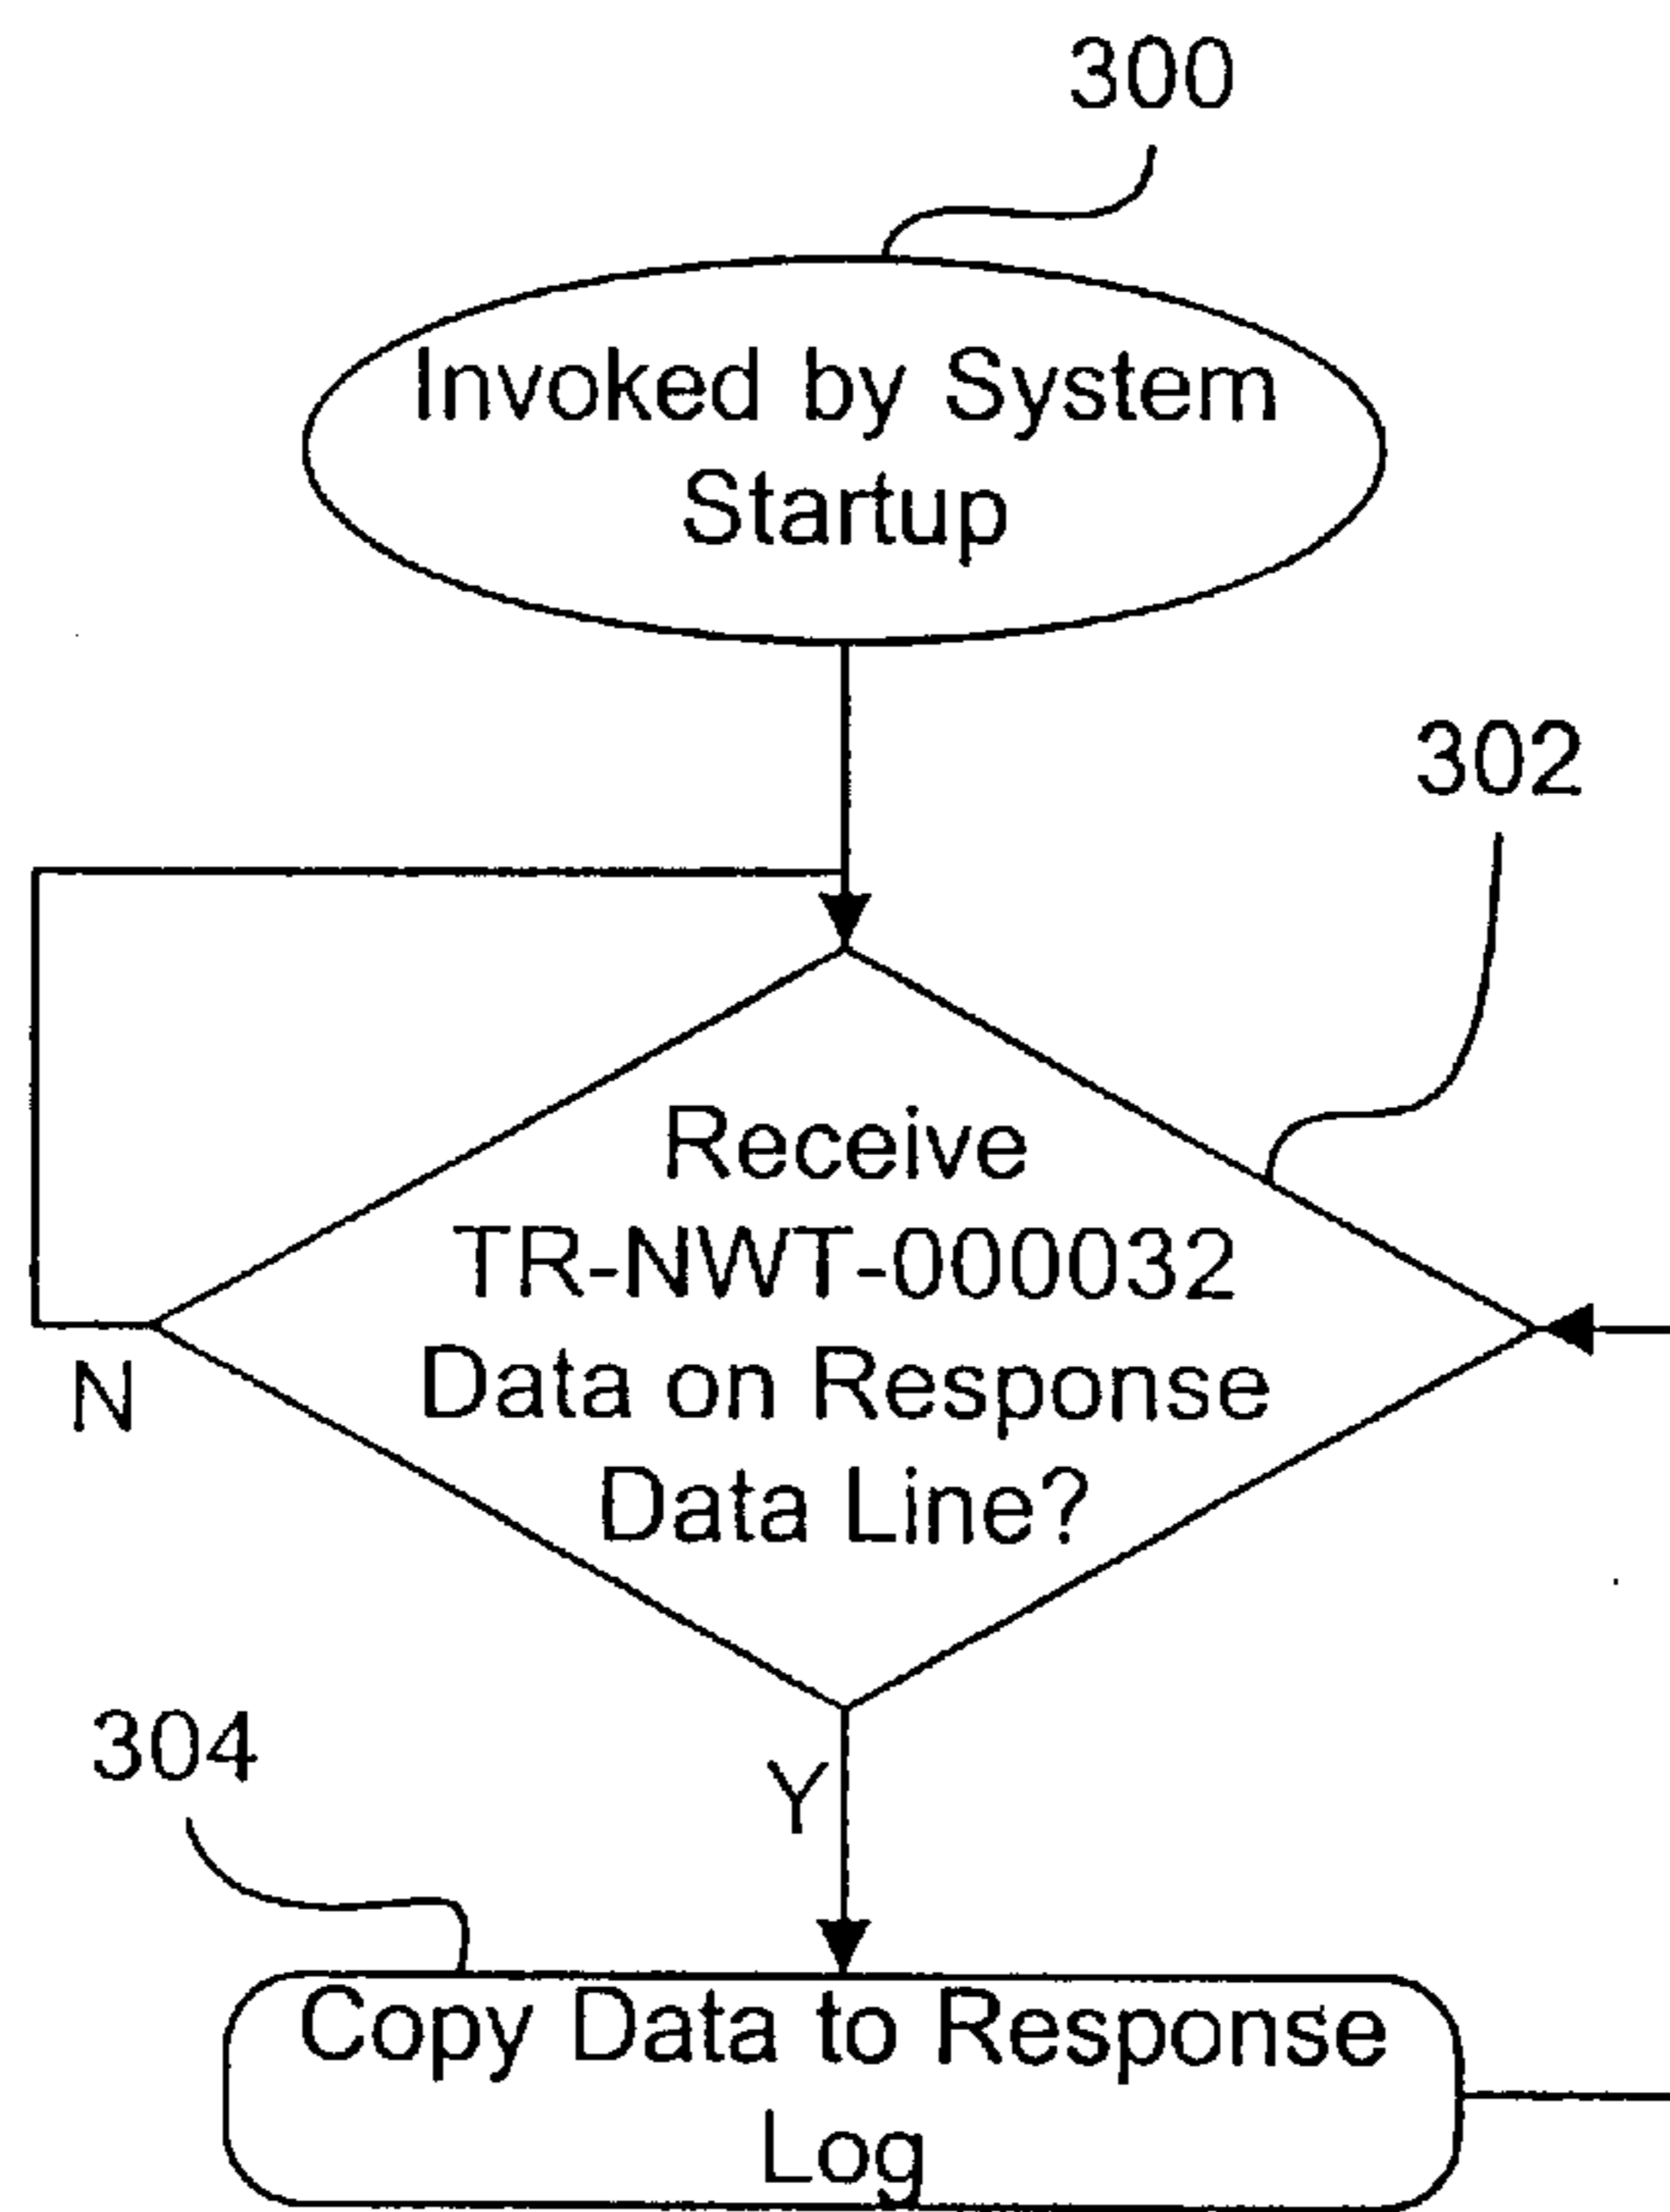 300
Invoked by System
Startup
302
Receive
TR-NWT-000032
Data on Response
Data Line?
N
304
Y
Copy Data to Response
Log